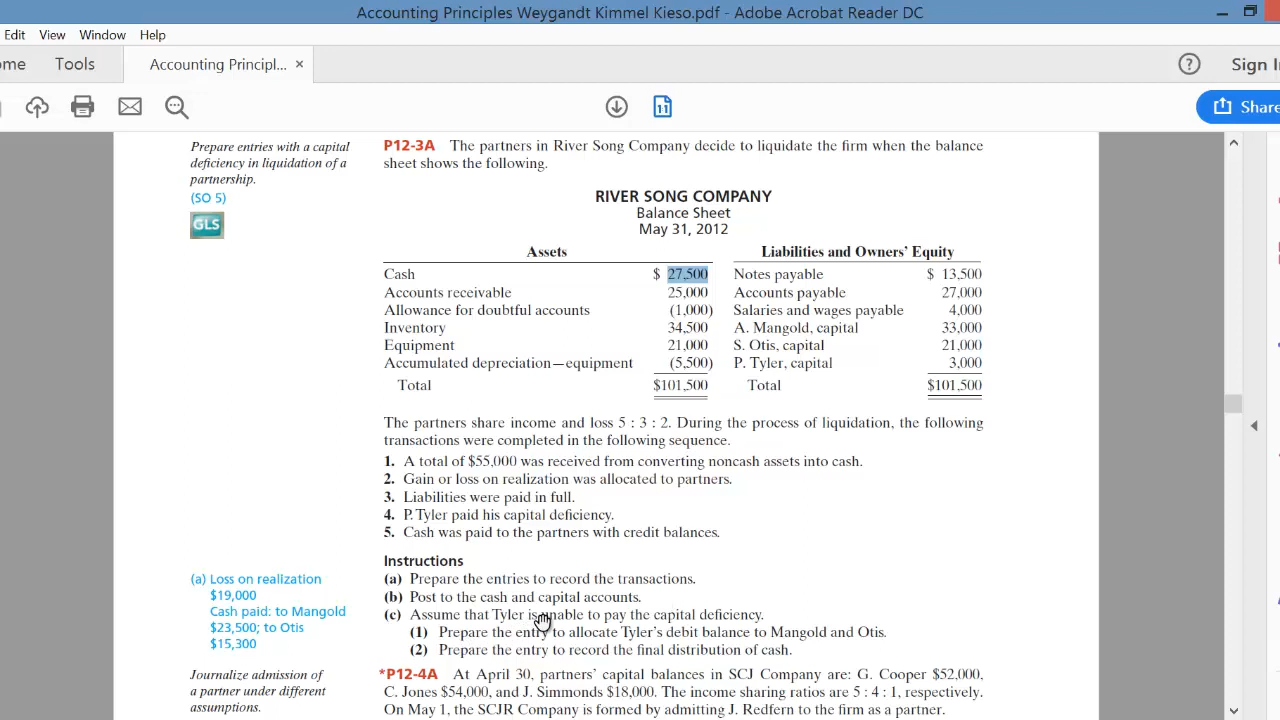 Accounting Principles Weygandt Kimmel Kieso.pdf - Adobe Acrobat Reader DC
Edit View Window Help
ome Tools Accounting Principl... ×
? Sign I
Share
Prepare entries with a capital
deficiency in liquidation of a
partnership.
(SO 5)
GLS
P12-3A The partners in River Song Company decide to liquidate the firm when the balance
sheet shows the following.
RIVER SONG COMPANY
Balance Sheet
May 31, 2012
Assets Liabilities and Owners' Equity
Cash $ 27,500 Notes payable $ 13,500
Accounts receivable 25,000 Accounts payable 27,000
Allowance for doubtful accounts (1,000) Salaries and wages payable 4,000
Inventory 34,500 A. Mangold, capital 33,000
Equipment 21,000 S. Otis, capital 21,000
Accumulated depreciation—equipment (5,500) P. Tyler, capital 3,000
Total $101,500 Total $101,500
The partners share income and loss 5 : 3 : 2. During the process of liquidation, the following
transactions were completed in the following sequence.
1. A total of $55,000 was received from converting noncash assets into cash.
2. Gain or loss on realization was allocated to partners.
3. Liabilities were paid in full.
4. P. Tyler paid his capital deficiency.
5. Cash was paid to the partners with credit balances.
Instructions
(a) Prepare the entries to record the transactions.
(b) Post to the cash and capital accounts.
(c) Assume that Tyler is unable to pay the capital deficiency.
(1) Prepare the entry to allocate Tyler's debit balance to Mangold and Otis.
(2) Prepare the entry to record the final distribution of cash.
(a) Loss on realization
$19,000
Cash paid: to Mangold
$23,500; to Otis
$15,300
Journalize admission of
a partner under different
assumptions.
*P12-4A At April 30, partners' capital balances in SCJ Company are: G. Cooper $52,000,
C. Jones $54,000, and J. Simmonds $18,000. The income sharing ratios are 5 : 4 : 1, respectively.
On May 1, the SCJR Company is formed by admitting J. Redfern to the firm as a partner.